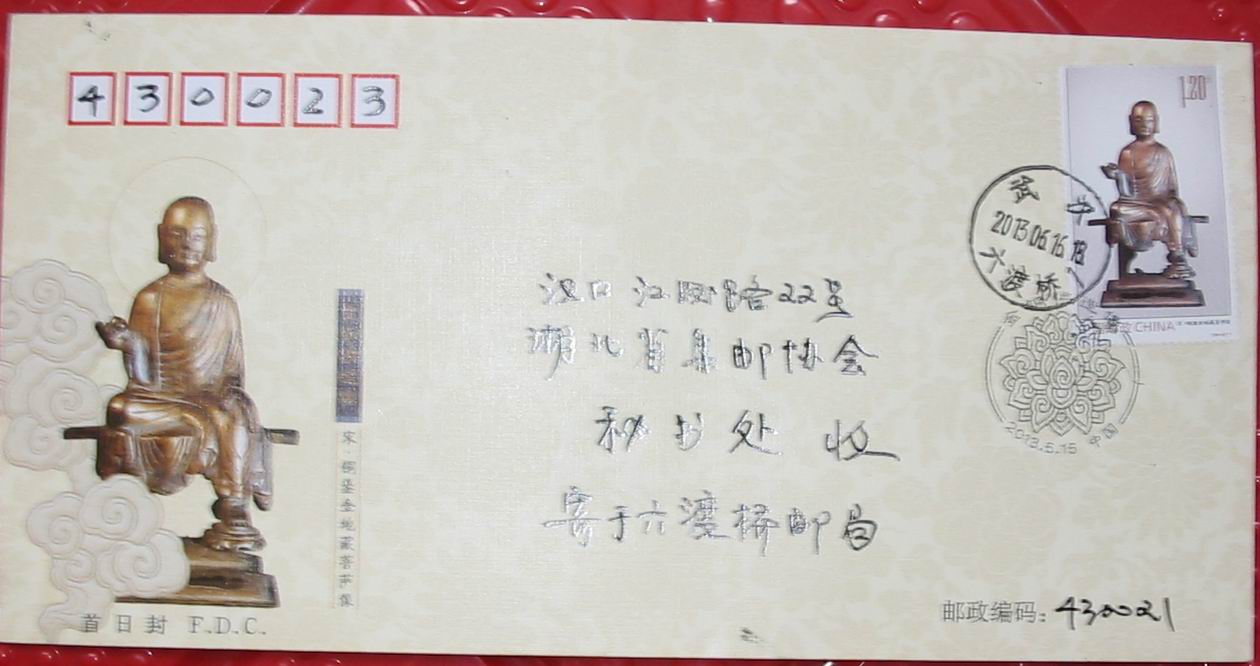 430023
1.20
武 中
2013.06.16.18
六渡桥
CHINA
汉口江汉路22号
湖北省集邮协会
秘书处 收
寄于六渡桥邮局
宋·铜鎏金地藏菩萨像
2013.6.16 中国
首日封 F.D.C.
邮政编码：430021